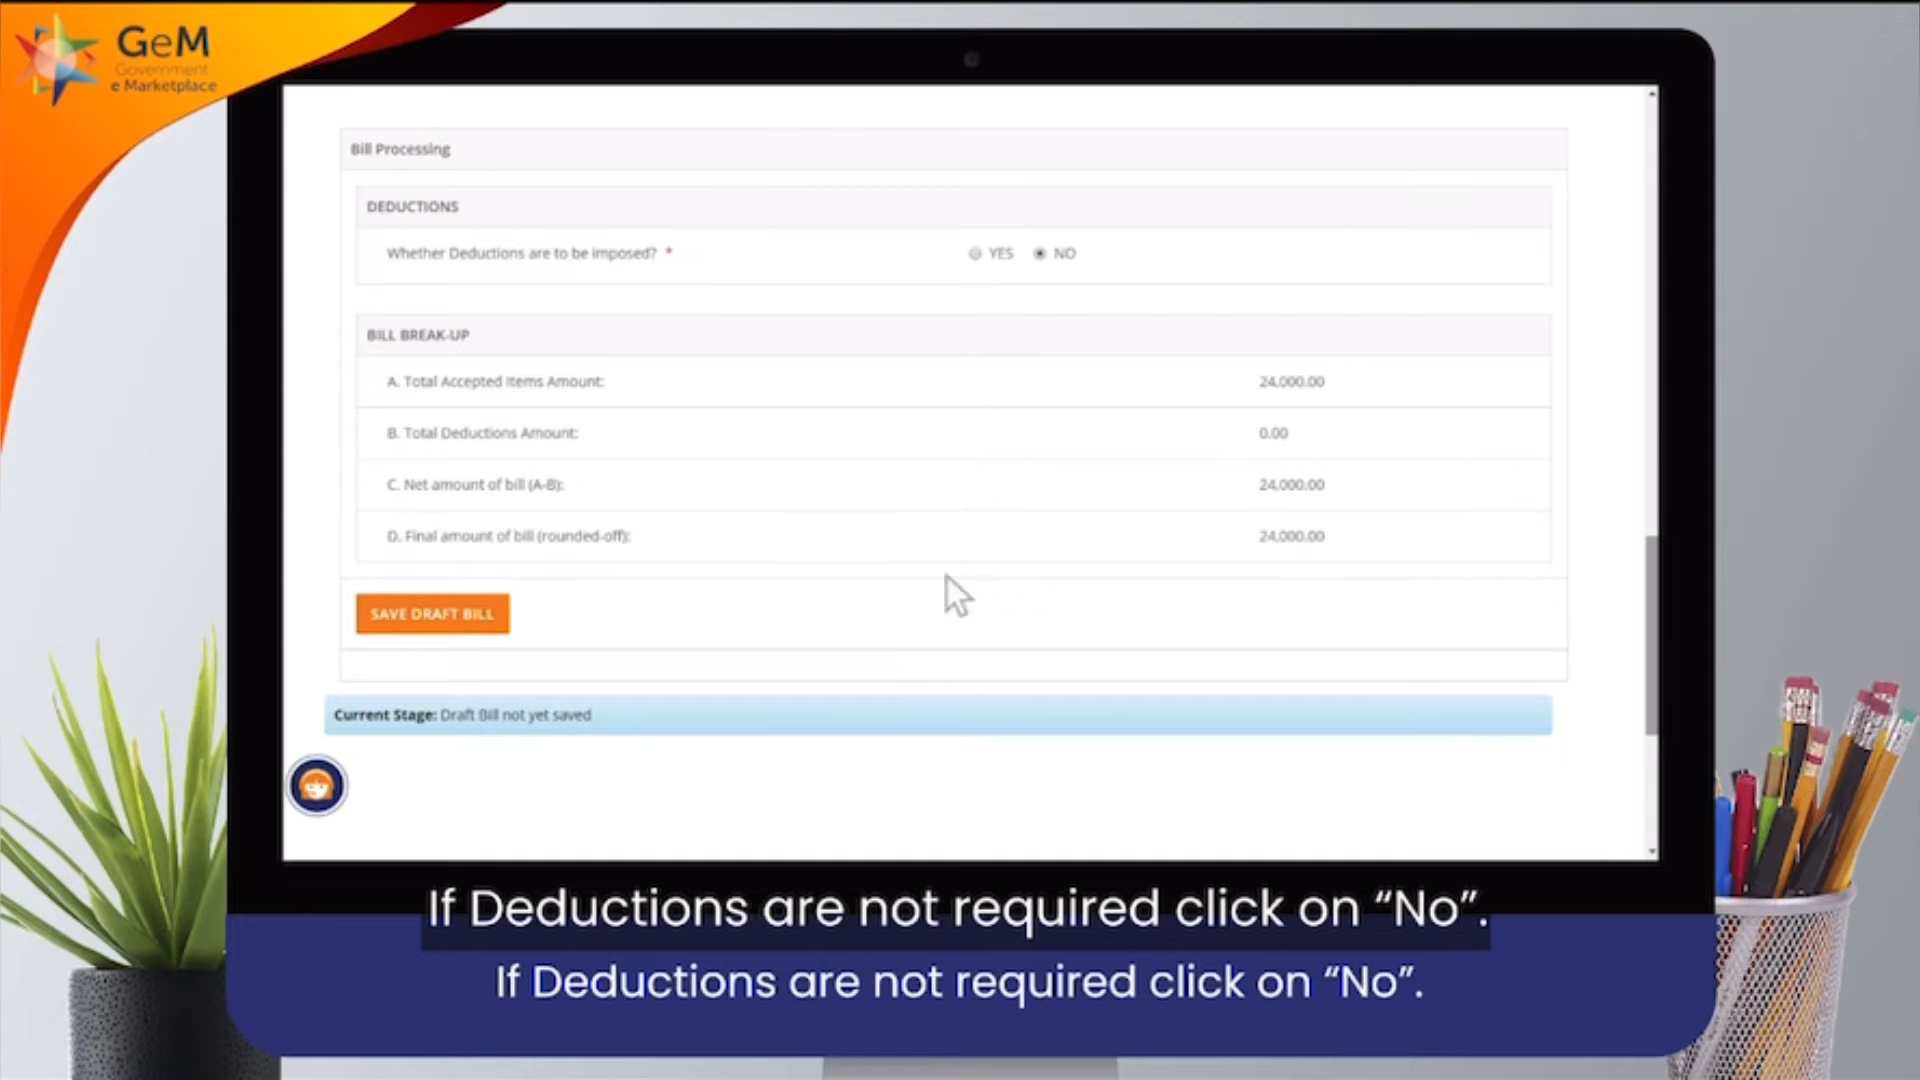 GeM
Government
e Marketplace
Bill Processing
DEDUCTIONS
Whether Deductions are to be imposed? * YES NO
BILL BREAK-UP
A. Total Accepted Items Amount: 24,000.00
B. Total Deductions Amount: 0.00
C. Net amount of bill (A-B): 24,000.00
D. Final amount of bill (rounded-off): 24,000.00
SAVE DRAFT BILL
Current Stage: Draft Bill not yet saved
If Deductions are not required click on “No”.
If Deductions are not required click on “No”.